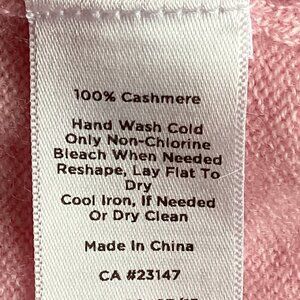 100% Cashmere
Hand Wash Cold
Only Non-Chlorine
Bleach When Needed
Reshape, Lay Flat To
Dry
Cool Iron, If Needed
Or Dry Clean
Made In China
CA #23147